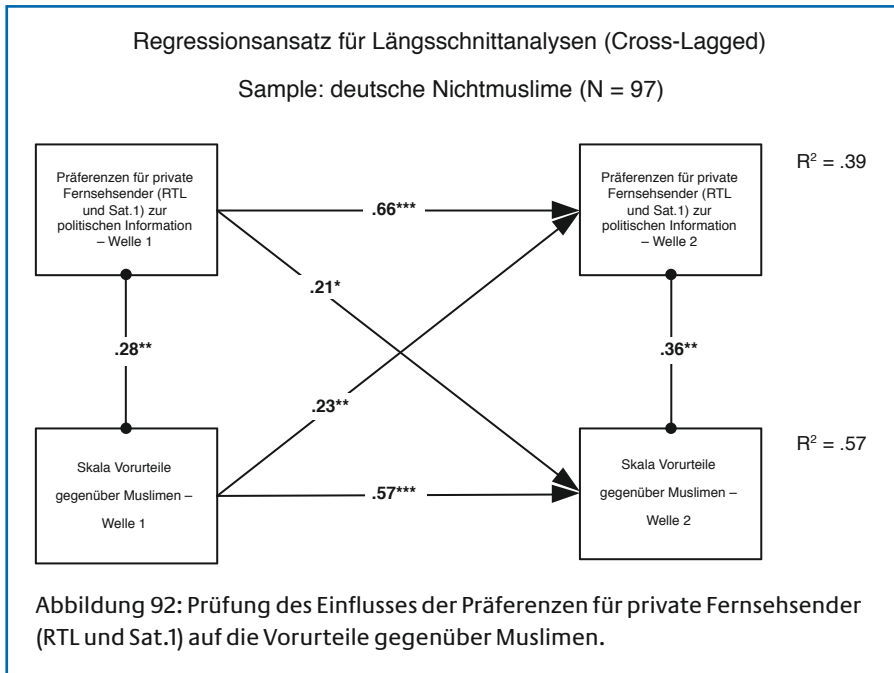 Regressionsansatz für Längsschnittanalysen (Cross-Lagged)
Sample: deutsche Nichtmuslime (N = 97)
Präferenzen für private
Fernsehsender (RTL
und Sat.1) zur
politischen Information
– Welle 1
Präferenzen für private
Fernsehsender (RTL
und Sat.1) zur
politischen Information
– Welle 2
R² = .39
.66***
.21*
.28**
.36**
.23**
Skala Vorurteile
gegenüber Muslimen –
Welle 1
.57***
Skala Vorurteile
gegenüber Muslimen –
Welle 2
R² = .57
Abbildung 92: Prüfung des Einflusses der Präferenzen für private Fernsehsender
(RTL und Sat.1) auf die Vorurteile gegenüber Muslimen.